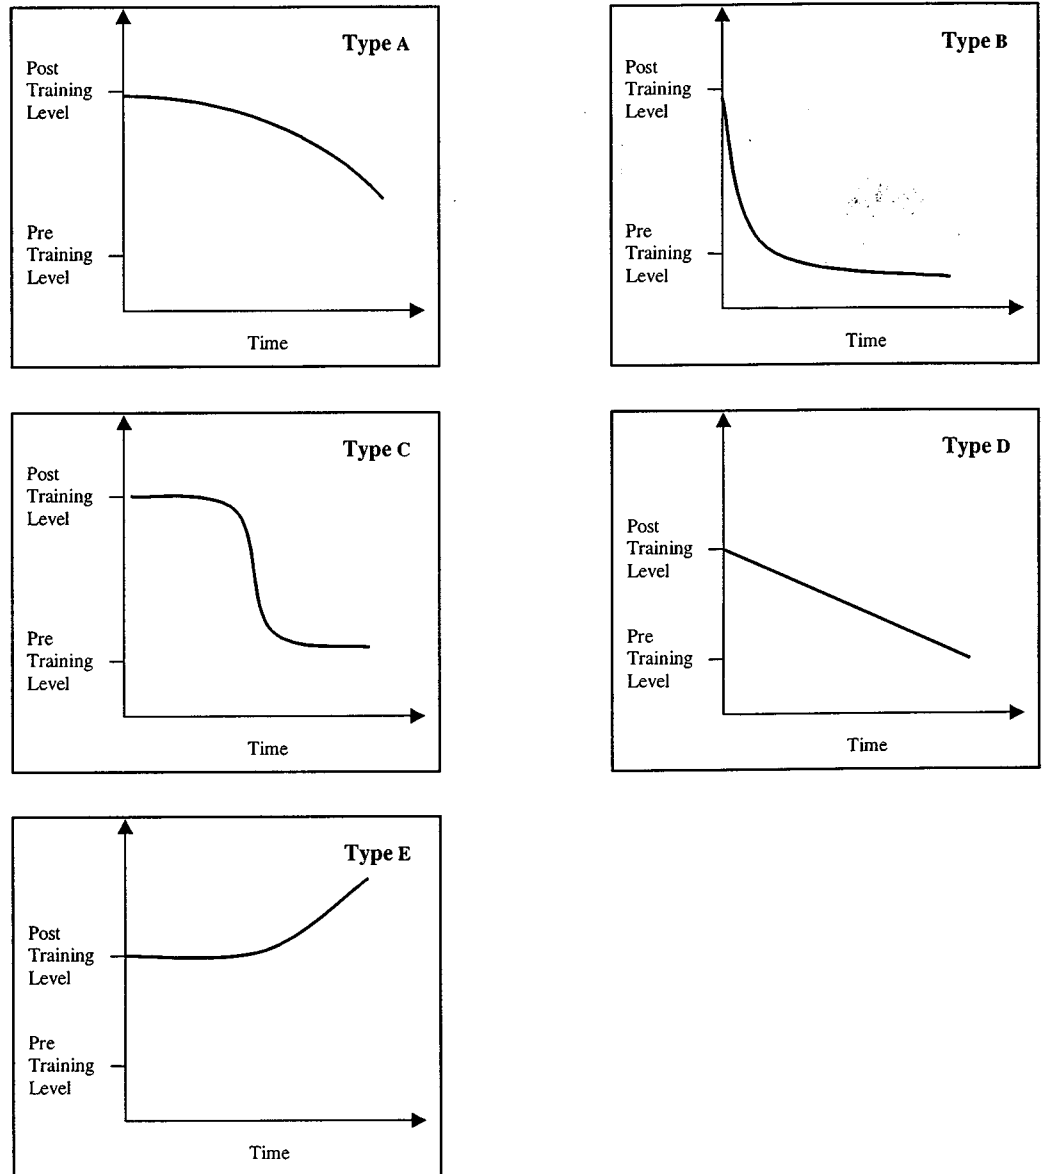 Type A
Post
Training
Level
Pre
Training
Level
Time
Type B
Post
Training
Level
Pre
Training
Level
Time
Type C
Post
Training
Level
Pre
Training
Level
Time
Type D
Post
Training
Level
Pre
Training
Level
Time
Type E
Post
Training
Level
Pre
Training
Level
Time